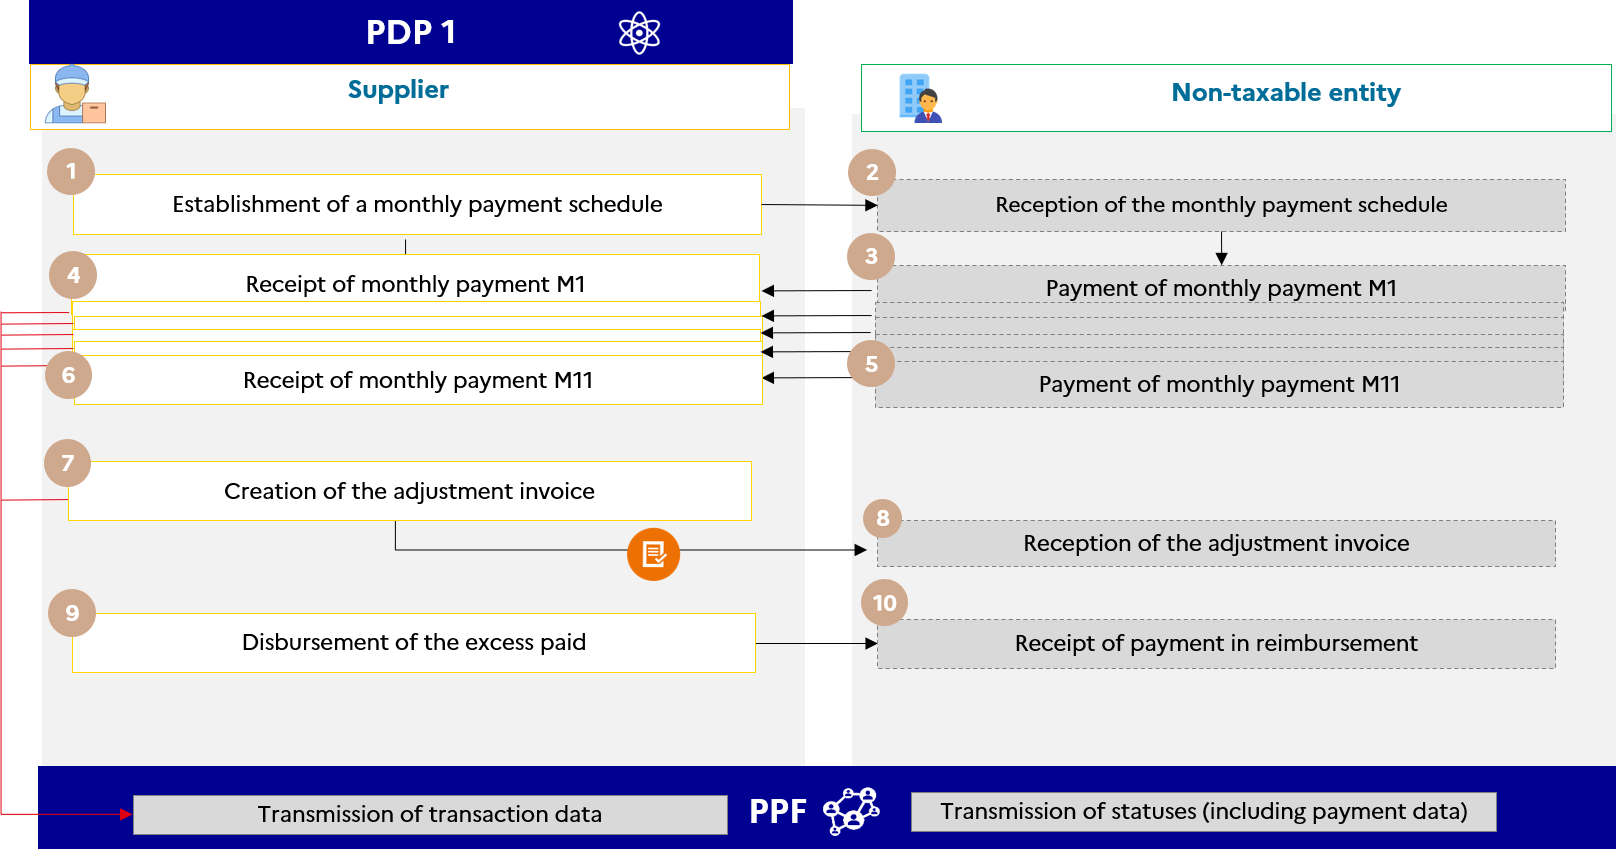 PDP 1
Supplier
Non-taxable entity
1
Establishment of a monthly payment schedule
2
Reception of the monthly payment schedule
3
Payment of monthly payment M1
4
Receipt of monthly payment M1
5
Payment of monthly payment M11
6
Receipt of monthly payment M11
7
Creation of the adjustment invoice
8
Reception of the adjustment invoice
9
Disbursement of the excess paid
10
Receipt of payment in reimbursement
Transmission of transaction data
PPF
Transmission of statuses (including payment data)